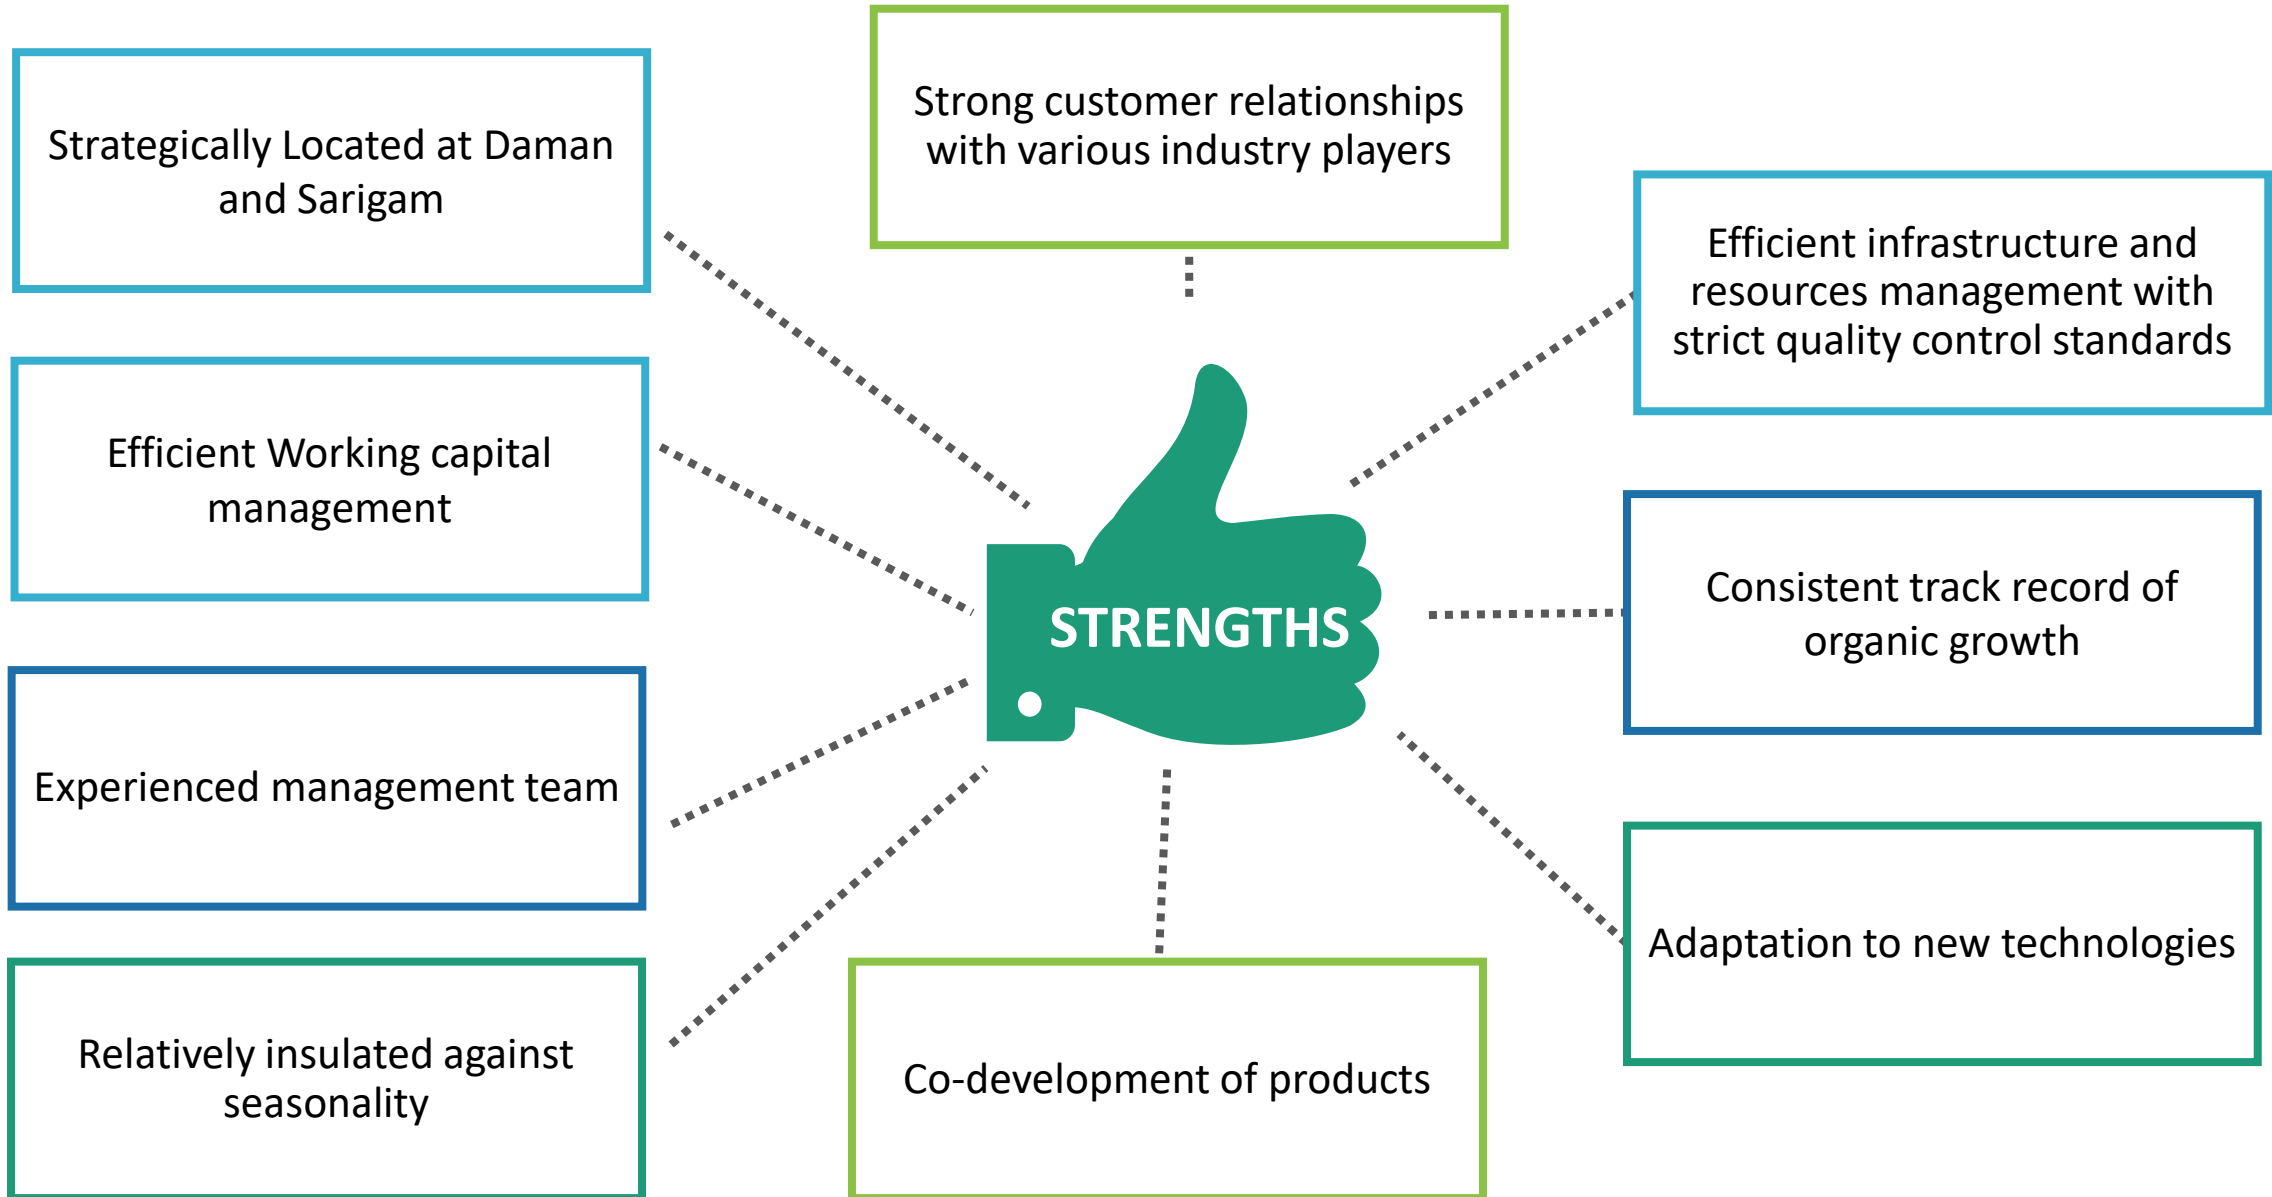 Strategically Located at Daman
and Sarigam
Strong customer relationships
with various industry players
Efficient infrastructure and
resources management with
strict quality control standards
Efficient Working capital
management
STRENGTHS
Consistent track record of
organic growth
Experienced management team
Adaptation to new technologies
Relatively insulated against
seasonality
Co-development of products